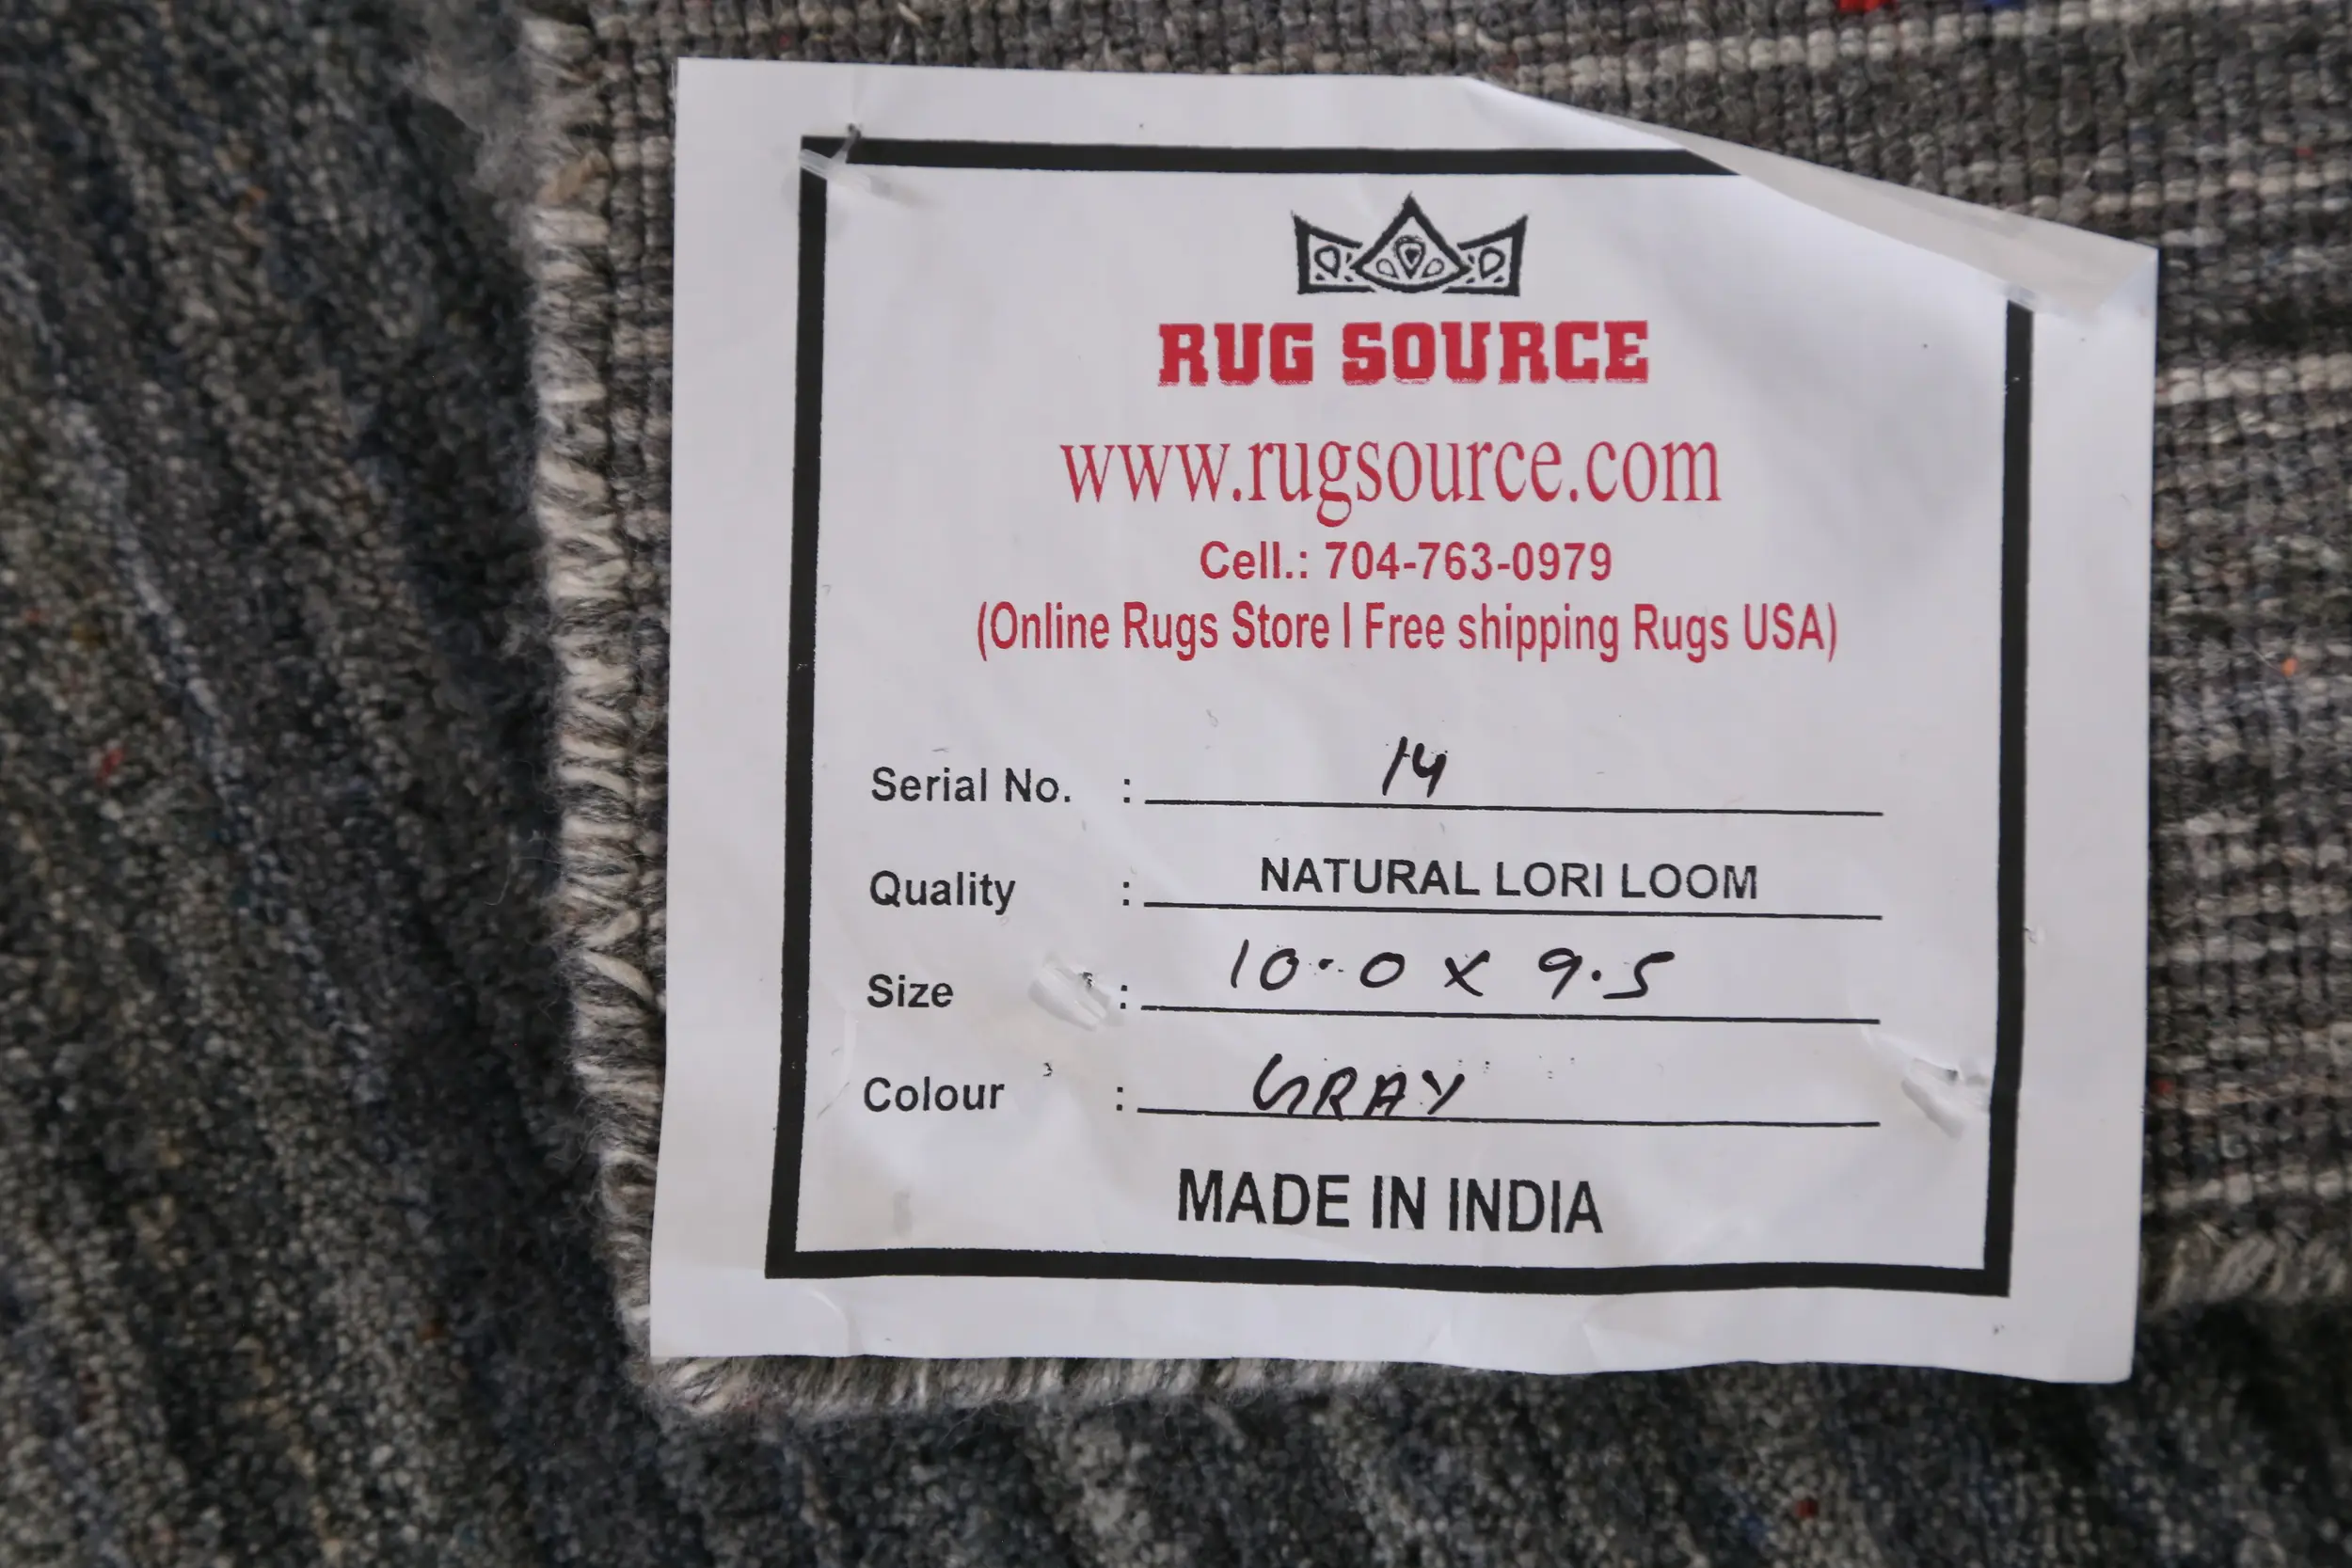 RUG SOURCE
www.rugsource.com
Cell.: 704-763-0979
(Online Rugs Store I Free shipping Rugs USA)
Serial No. : 14
Quality : NATURAL LORI LOOM
Size : 10.0 x 9.5
Colour : GRAY
MADE IN INDIA